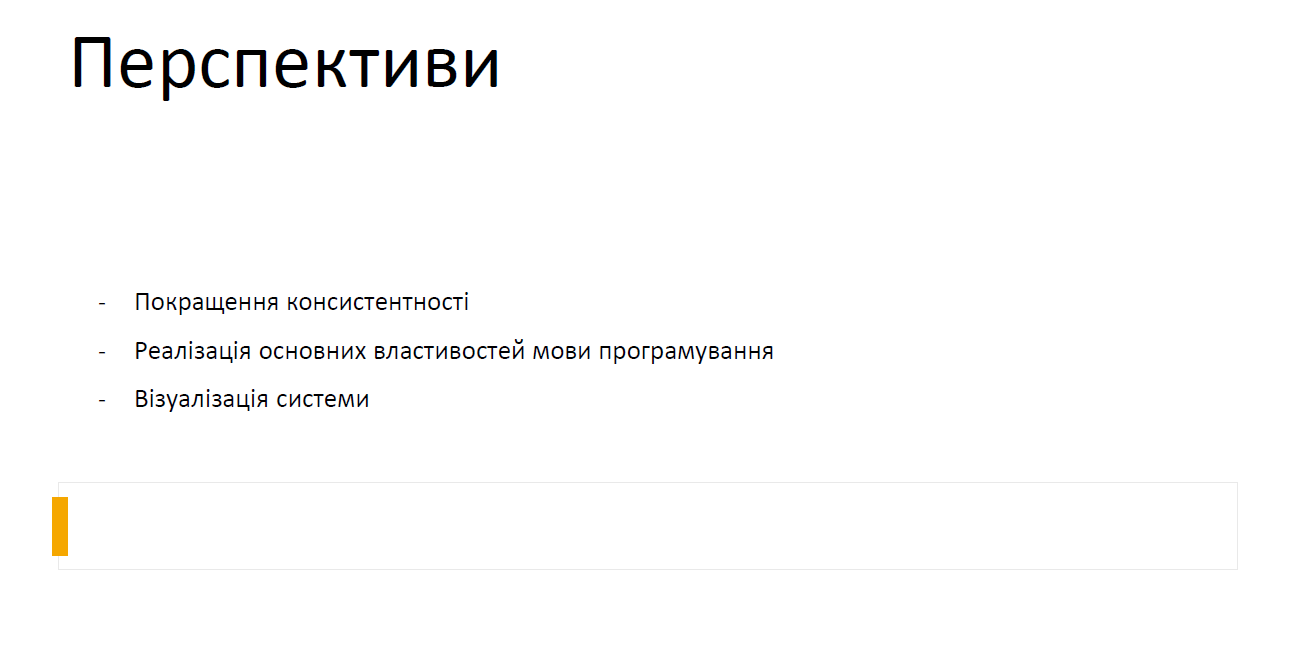 Перспективи
- Покращення консистентності
- Реалізація основних властивостей мови програмування
- Візуалізація системи